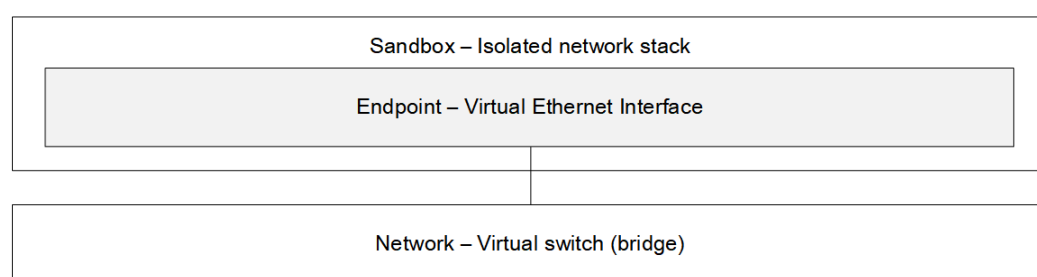 Sandbox – Isolated network stack
Endpoint – Virtual Ethernet Interface
Network – Virtual switch (bridge)